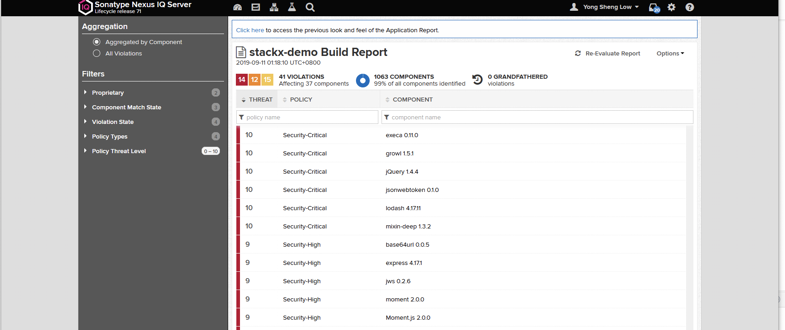 Sonatype Nexus IQ Server
Lifecycle release 71
Yong Sheng Low
Aggregation
Aggregated by Component
All Violations
Filters
Proprietary 2
Component Match State 3
Violation State 4
Policy Types 4
Policy Threat Level 0 – 10
Click here to access the previous look and feel of the Application Report.
stackx-demo Build Report
2019-09-11 01:18:10 UTC+0800
Re-Evaluate Report Options
14 12 15 41 VIOLATIONS
Affecting 37 components
1063 COMPONENTS
99% of all components identified
0 GRANDFATHERED
violations
THREAT POLICY COMPONENT
policy name component name
10 Security-Critical execa 0.11.0
10 Security-Critical growl 1.5.1
10 Security-Critical jQuery 1.4.4
10 Security-Critical jsonwebtoken 0.1.0
10 Security-Critical lodash 4.17.11
10 Security-Critical mixin-deep 1.3.2
9 Security-High base64url 0.0.5
9 Security-High express 4.17.1
9 Security-High jws 0.2.6
9 Security-High moment 2.0.0
9 Security-High Moment.js 2.0.0